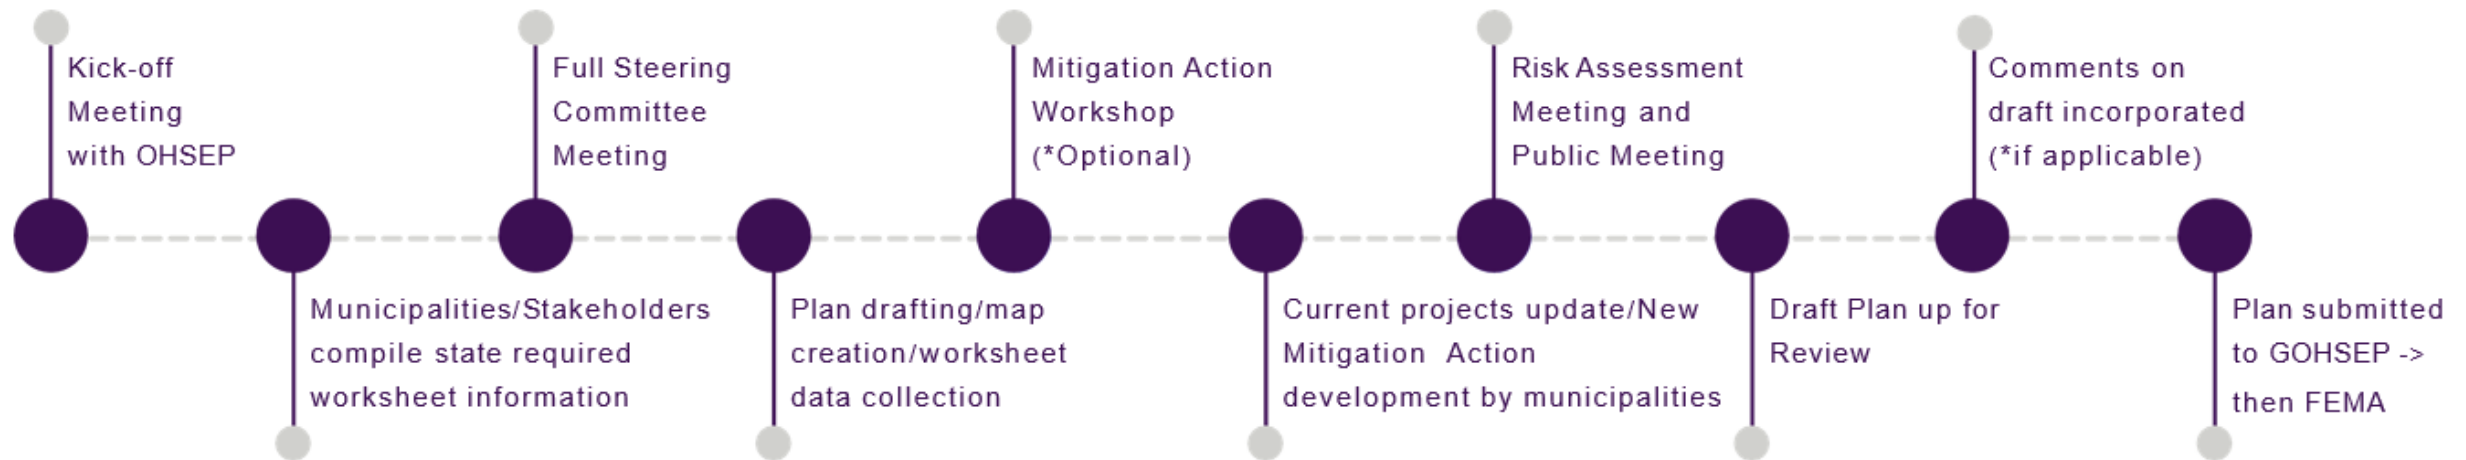 Kick-off
Meeting
with OHSEP
Municipalities/Stakeholders
compile state required
worksheet information
Full Steering
Committee
Meeting
Plan drafting/map
creation/worksheet
data collection
Mitigation Action
Workshop
(*Optional)
Current projects update/New
Mitigation Action
development by municipalities
Risk Assessment
Meeting and
Public Meeting
Draft Plan up for
Review
Comments on
draft incorporated
(*if applicable)
Plan submitted
to GOHSEP ->
then FEMA